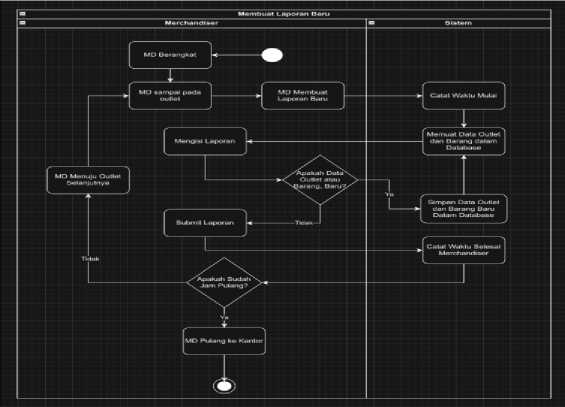 Membuat Laporan Baru
Merchandiser
Sistem
MD Berangkat
MD sampai pada
outlet
MD Membuat
Laporan Baru
Catat Waktu Mulai
Mengisi Laporan
Memuat Data Outlet
dan Barang dalam
Database
MD Menuju Outlet
Selanjutnya
Apakah Data
Outlet atau
Barang, Baru?
Ya
Simpan Data Outlet
dan Barang Baru
Dalam Database
Submit Laporan
Tidak
Catat Waktu Selesai
Merchandiser
Tidak
Apakah Sudah
Jam Pulang?
Ya
MD Pulang ke Kantor